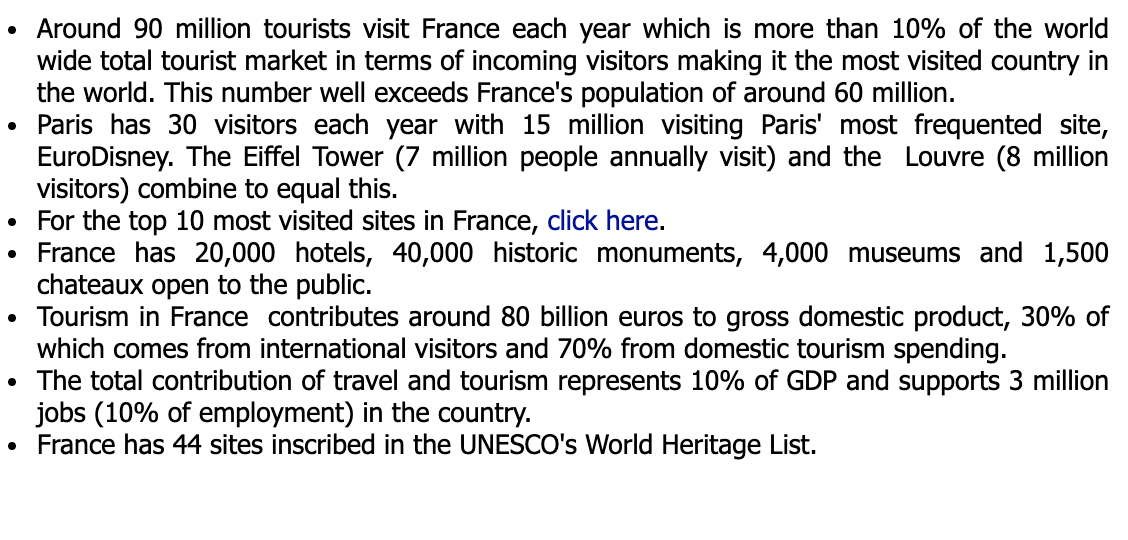 • Around 90 million tourists visit France each year which is more than 10% of the world
wide total tourist market in terms of incoming visitors making it the most visited country in
the world. This number well exceeds France's population of around 60 million.
• Paris has 30 visitors each year with 15 million visiting Paris' most frequented site,
EuroDisney. The Eiffel Tower (7 million people annually visit) and the  Louvre (8 million
visitors) combine to equal this.
• For the top 10 most visited sites in France, click here.
• France has 20,000 hotels, 40,000 historic monuments, 4,000 museums and 1,500
chateaux open to the public.
• Tourism in France  contributes around 80 billion euros to gross domestic product, 30% of
which comes from international visitors and 70% from domestic tourism spending.
• The total contribution of travel and tourism represents 10% of GDP and supports 3 million
jobs (10% of employment) in the country.
• France has 44 sites inscribed in the UNESCO's World Heritage List.